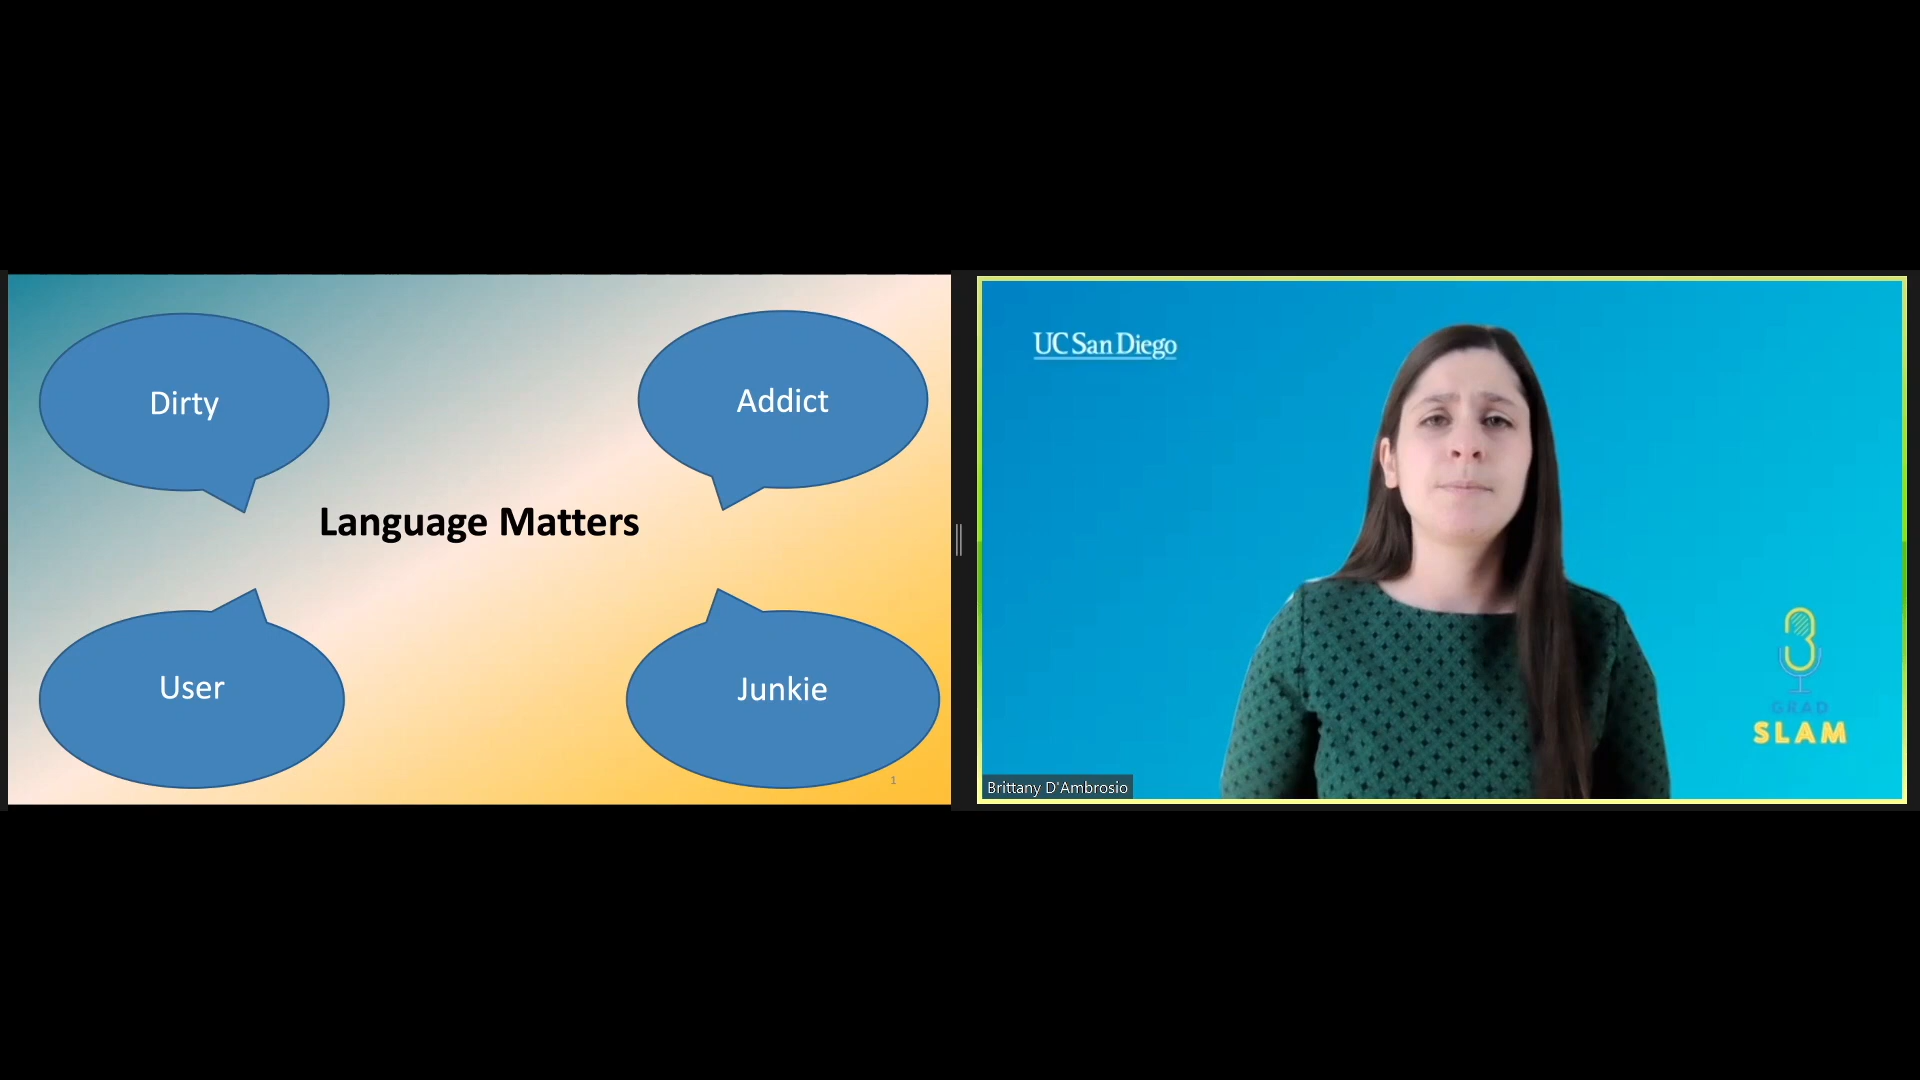 Dirty
Addict
Language Matters
User
Junkie
1
UC San Diego
GRAD
SLAM
Brittany D'Ambrosio